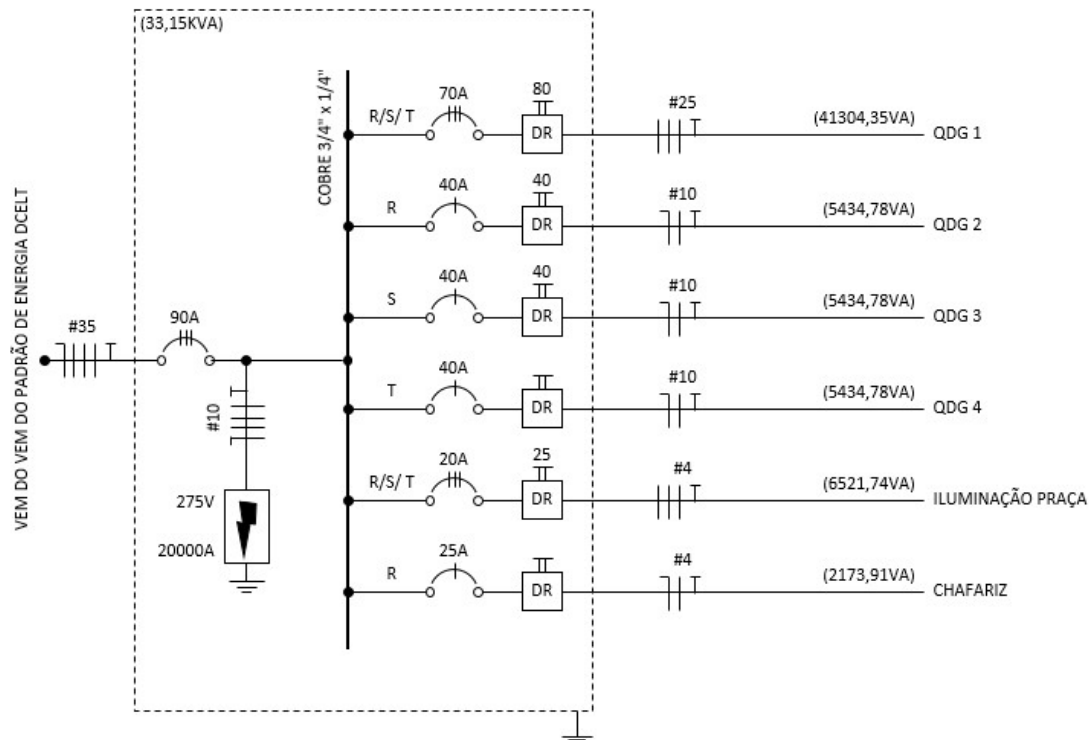 (33,15KVA)
COBRE 3/4" x 1/4"
R/S/ T
70A
80
DR
#25
(41304,35VA)
QDG 1
R
40A
40
DR
#10
(5434,78VA)
QDG 2
S
40A
40
DR
#10
(5434,78VA)
QDG 3
VEM DO VEM DO PADRÃO DE ENERGIA DCELT
#35
90A
#10
275V
20000A
T
40A
DR
#10
(5434,78VA)
QDG 4
R/S/ T
20A
25
DR
#4
(6521,74VA)
ILUMINAÇÃO PRAÇA
R
25A
DR
#4
(2173,91VA)
CHAFARIZ